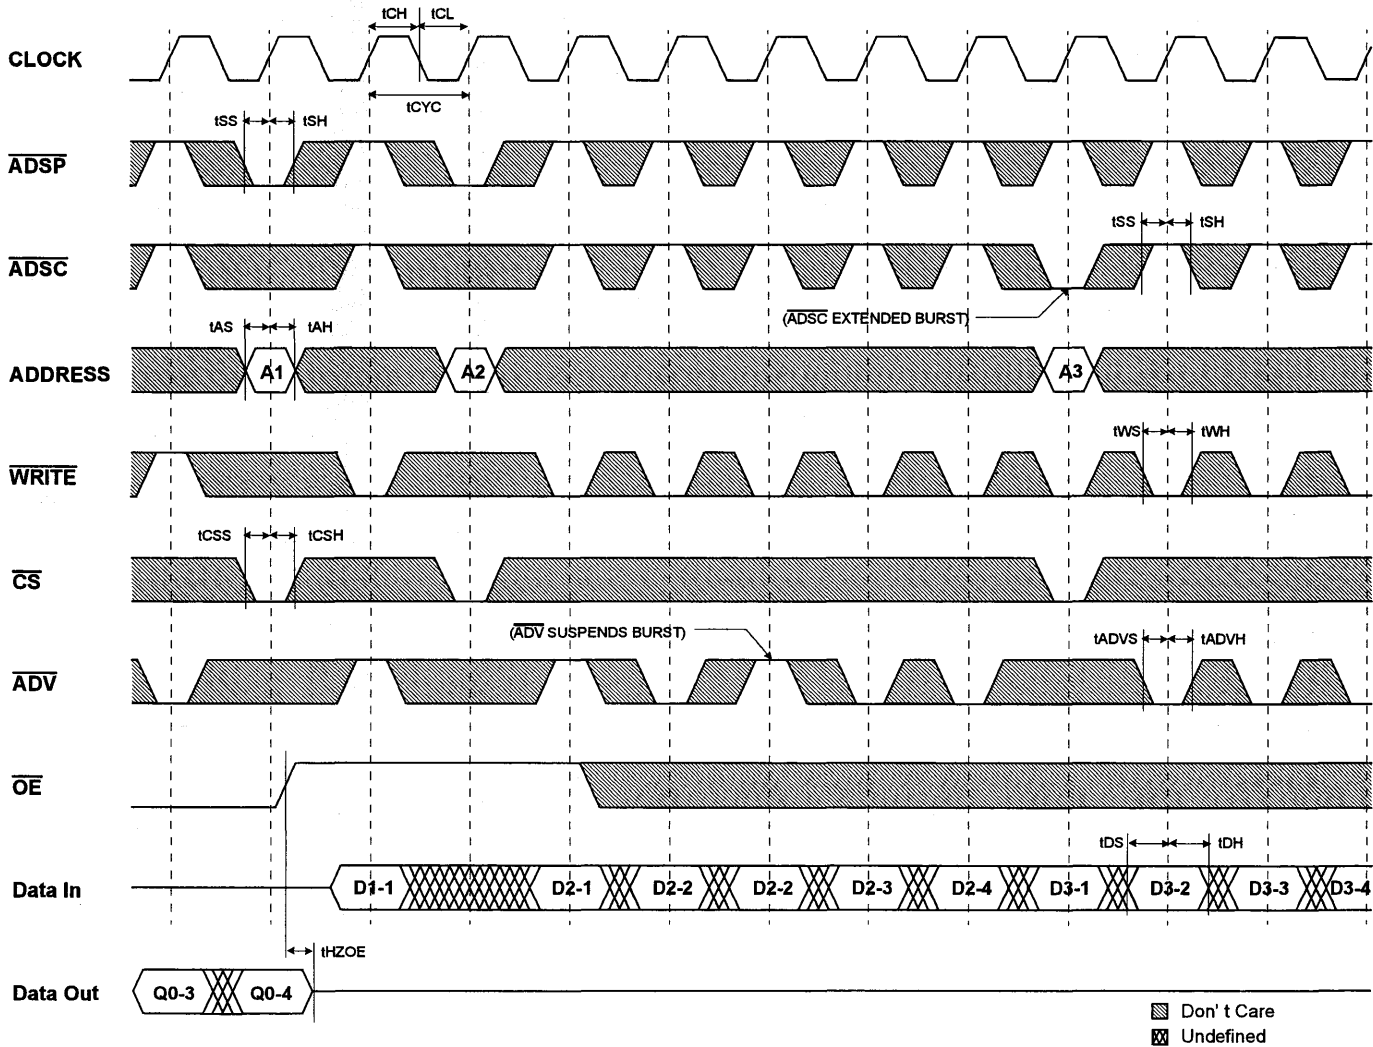 tCH tCL
CLOCK
tCYC
tSS tSH
ADSP
tSS tSH
ADSC
(ADSC EXTENDED BURST)
tAS tAH
ADDRESS A1 A2 A3
tWS tWH
WRITE
tCSS tCSH
CS
(ADV SUSPENDS BURST)
tADVS tADVH
ADV
OE
tDS tDH
Data In D1-1 D2-1 D2-2 D2-2 D2-3 D2-4 D3-1 D3-2 D3-3 D3-4
tHZOE
Data Out Q0-3 Q0-4
Don't Care
Undefined